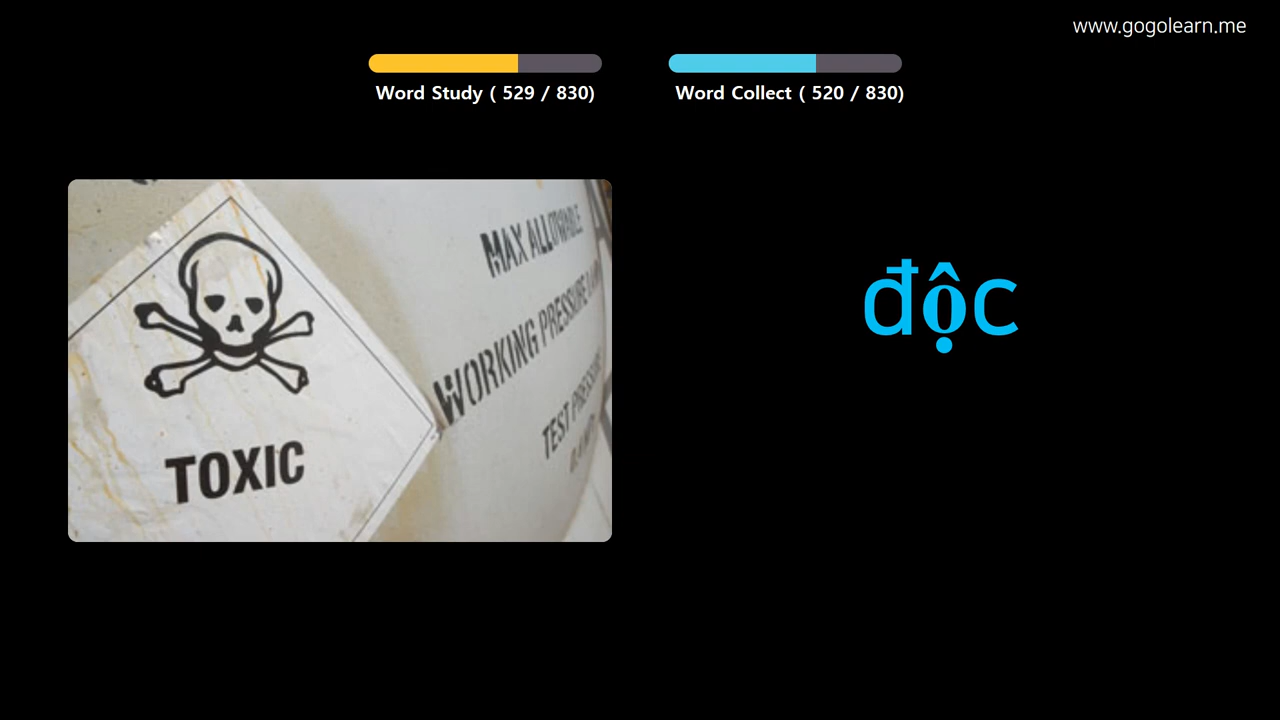 www.gogolearn.me
Word Study ( 529 / 830)
Word Collect ( 520 / 830)
MAX ALLOWABLE
WORKING PRESSURE
TEST PRESSURE
TOXIC
độc